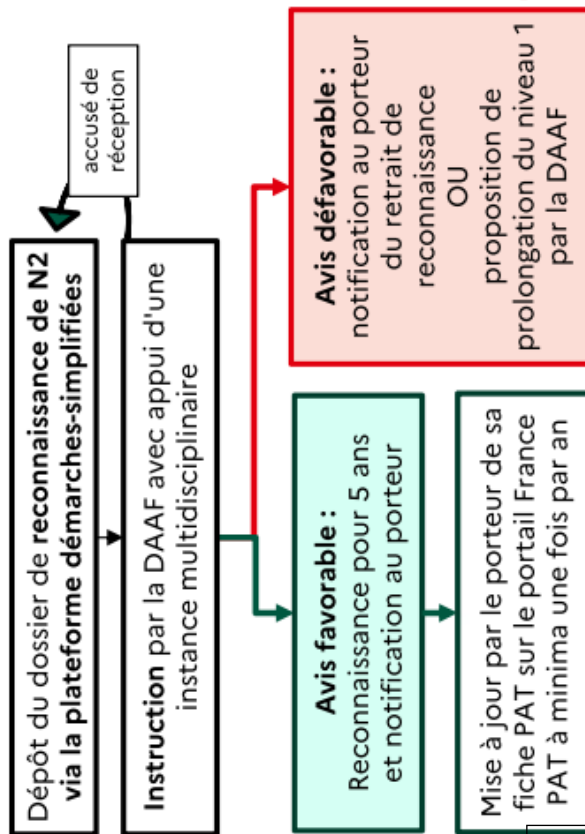 Dépôt du dossier de reconnaissance de N2
via la plateforme démarches-simplifiées
accusé de
réception
Instruction par la DAAF avec appui d'une
instance multidisciplinaire
Avis favorable :
Reconnaissance pour 5 ans
et notification au porteur
Mise à jour par le porteur de sa
fiche PAT sur le portail France
PAT à minima une fois par an
Avis défavorable :
notification au porteur
du retrait de
reconnaissance
OU
proposition de
prolongation du niveau 1
par la DAAF